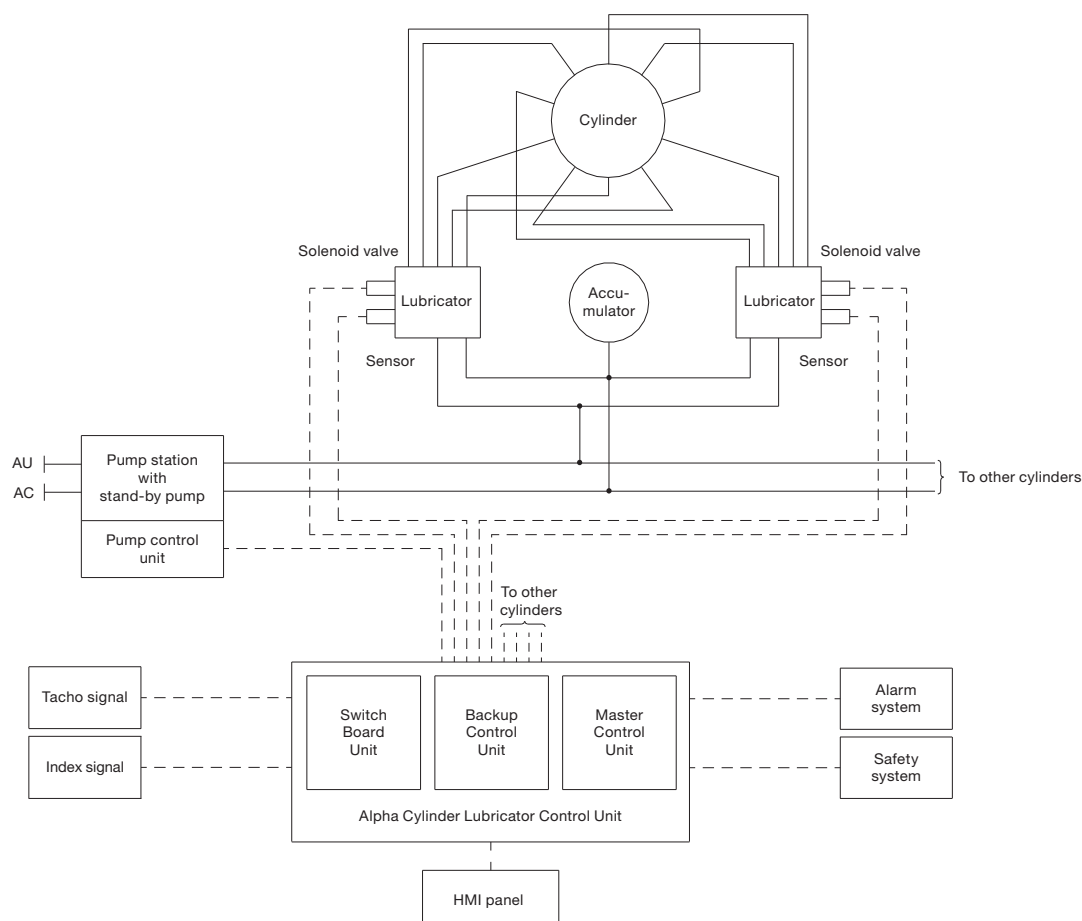 Cylinder
Solenoid valve
Solenoid valve
Lubricator
Accu-
mulator
Lubricator
Sensor
Sensor
AU
AC
Pump station
with
stand-by pump
To other cylinders
Pump control
unit
To other
cylinders
Tacho signal
Index signal
Switch
Board
Unit
Backup
Control
Unit
Master
Control
Unit
Alpha Cylinder Lubricator Control Unit
Alarm
system
Safety
system
HMI panel